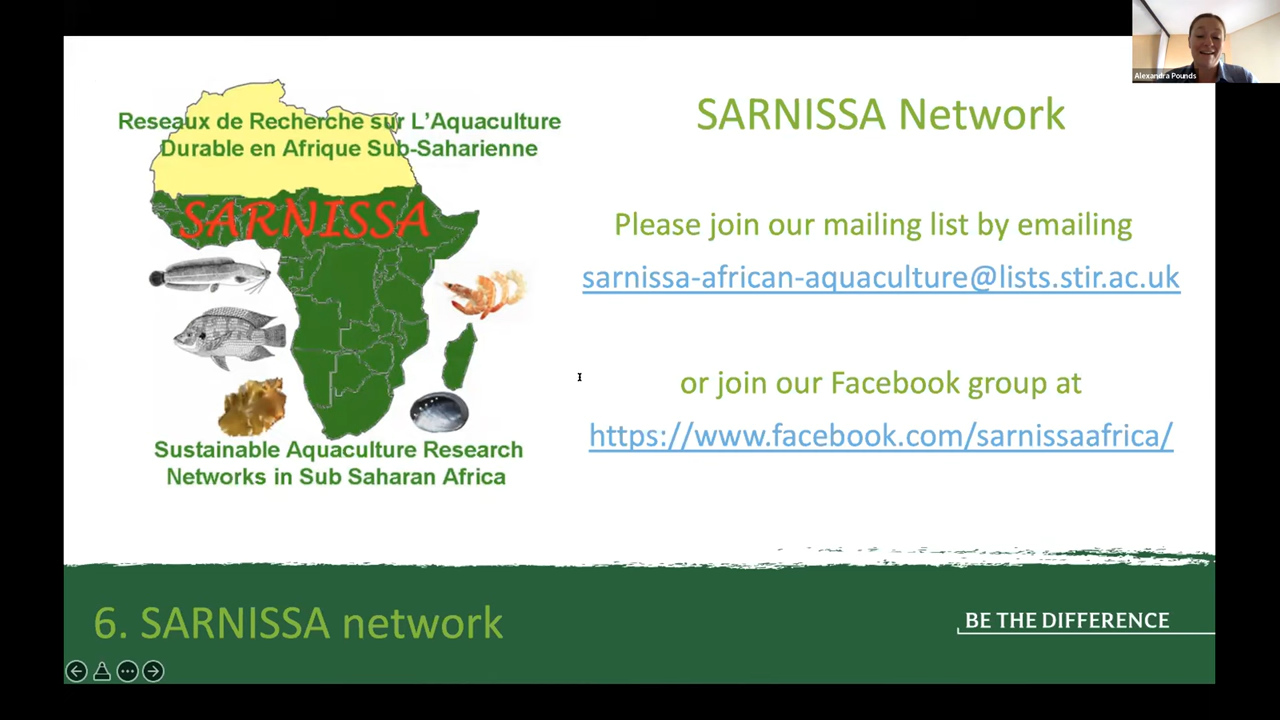 Alexandra Pounds
Reseaux de Recherche sur L'Aquaculture
Durable en Afrique Sub-Saharienne
SARNISSA
Sustainable Aquaculture Research
Networks in Sub Saharan Africa
SARNISSA Network
Please join our mailing list by emailing
sarnissa-african-aquaculture@lists.stir.ac.uk
or join our Facebook group at
https://www.facebook.com/sarnissaafrica/
6. SARNISSA network
BE THE DIFFERENCE